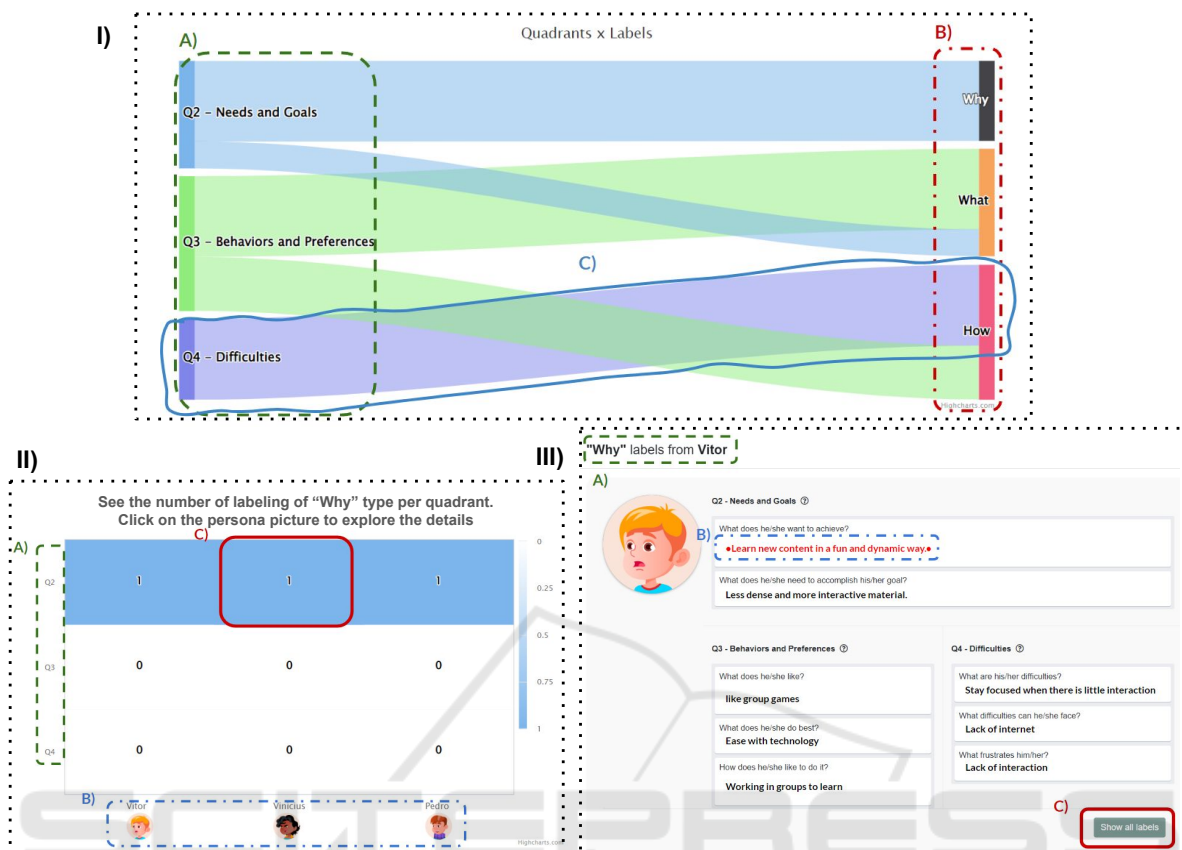 I)
Quadrants x Labels
A)
B)
Q2 – Needs and Goals
Why
What
Q3 – Behaviors and Preferences
C)
How
Q4 – Difficulties
Highcharts.com
II)
See the number of labeling of “Why” type per quadrant.
Click on the persona picture to explore the details
A)
C)
Q2
1 1 1
0
0.25
0.5
0.75
1
Q3
0 0 0
Q4
0 0 0
B)
Vitor Vinicius Pedro
Highcharts.com
III)
"Why" labels from Vitor
A)
Q2 - Needs and Goals ?
What does he/she want to achieve?
B)
•Learn new content in a fun and dynamic way.•
What does he/she need to accomplish his/her goal?
Less dense and more interactive material.
Q3 - Behaviors and Preferences ?
What does he/she like?
like group games
What does he/she do best?
Ease with technology
How does he/she like to do it?
Working in groups to learn
Q4 - Difficulties ?
What are his/her difficulties?
Stay focused when there is little interaction
What difficulties can he/she face?
Lack of internet
What frustrates him/her?
Lack of interaction
C)
Show all labels
SCITEPRESS